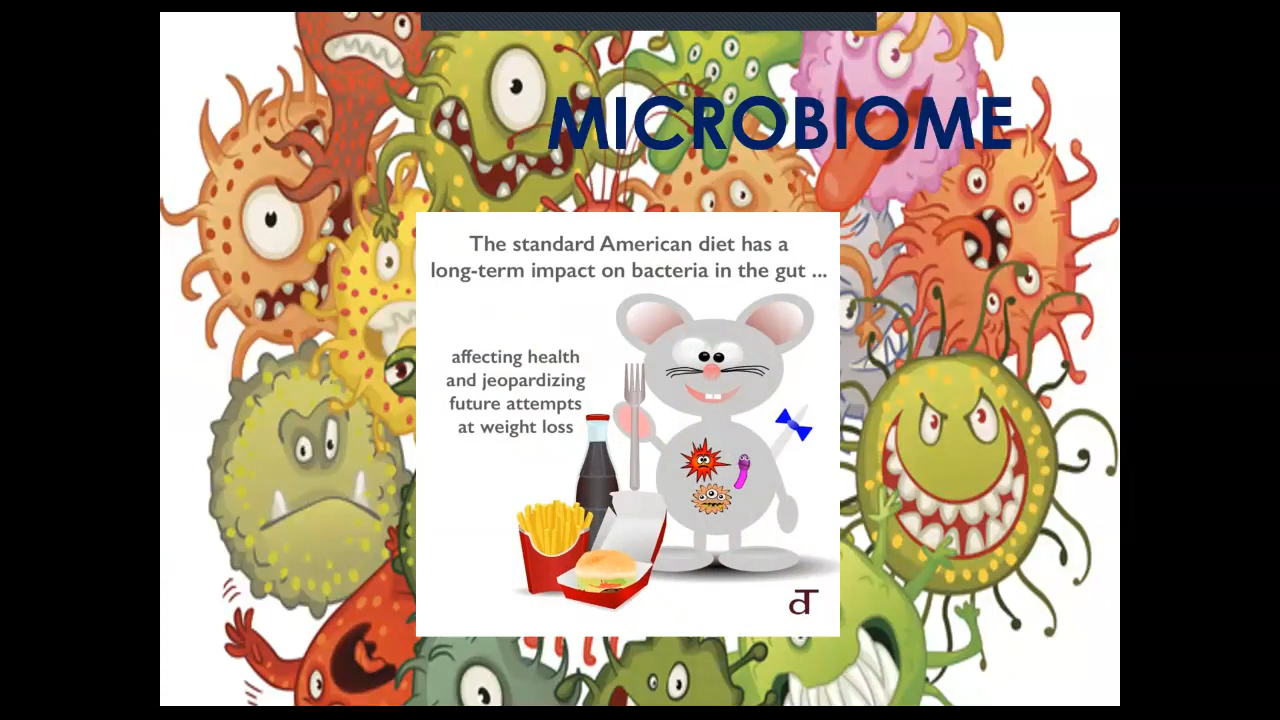 MICROBIOME
The standard American diet has a
long-term impact on bacteria in the gut ...
affecting health
and jeopardizing
future attempts
at weight loss